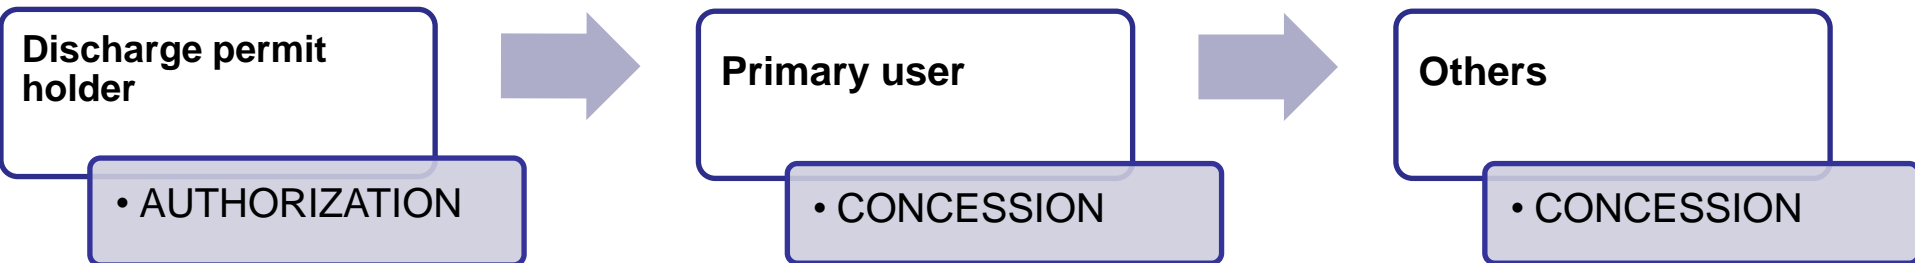 Discharge permit
holder
• AUTHORIZATION
Primary user
• CONCESSION
Others
• CONCESSION